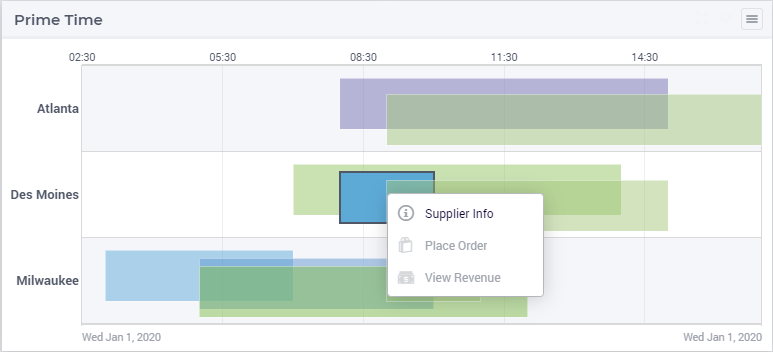 Prime Time
02:30 05:30 08:30 11:30 14:30
Atlanta
Des Moines
Supplier Info
Place Order
Milwaukee
View Revenue
Wed Jan 1, 2020 Wed Jan 1, 2020